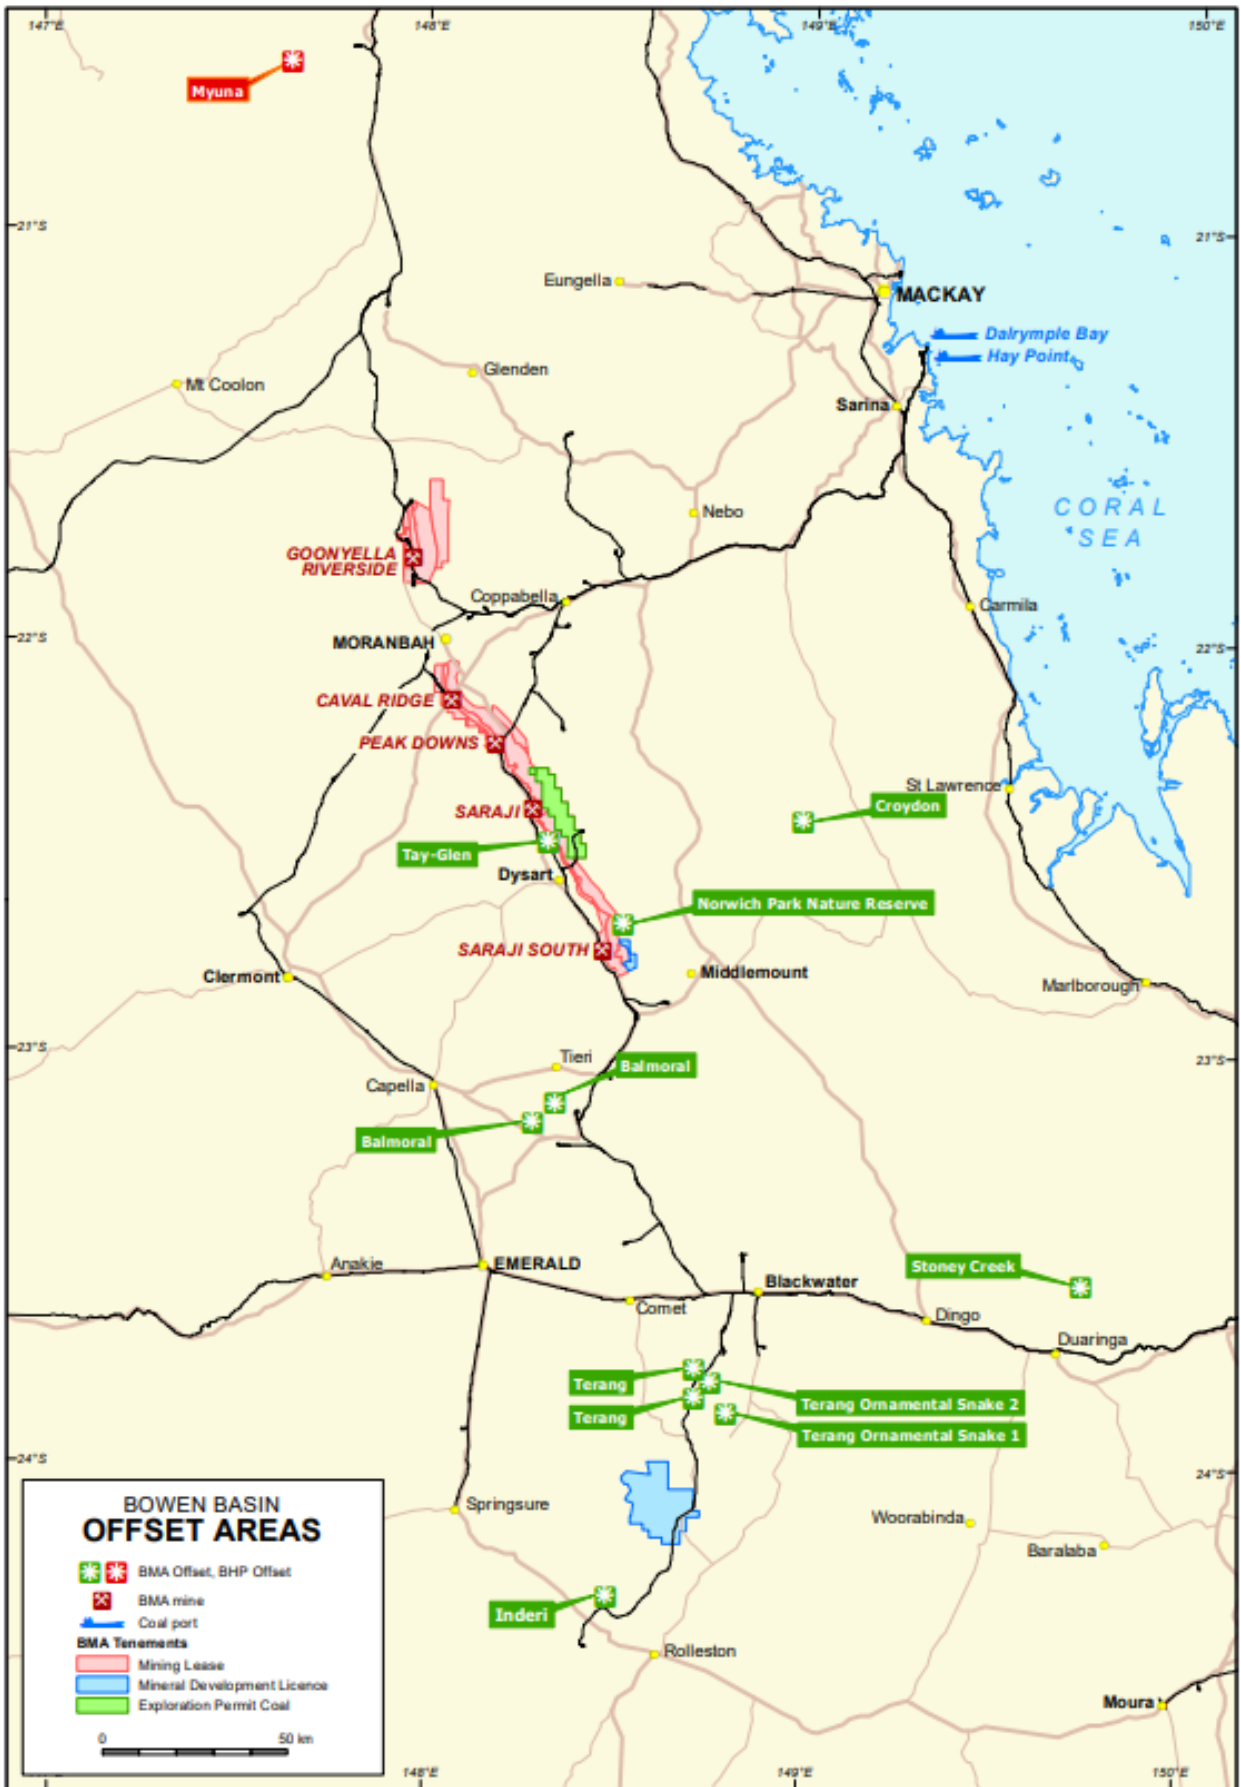 147°E
148°E
149°E
150°E
Myuna
21°S
21°S
Eungella
MACKAY
Dalrymple Bay
Hay Point
Glenden
Mt Coolon
Sarina
CORAL
SEA
Nebo
GOONYELLA
RIVERSIDE
Coppabella
Carmila
MORANBAH
22°S
22°S
CAVAL RIDGE
PEAK DOWNS
St Lawrence
SARAJI
Croydon
Tay-Glen
Dysart
Norwich Park Nature Reserve
SARAJI SOUTH
Clermont
Middlemount
Marlborough
23°S
23°S
Tieri
Balmoral
Capella
Balmoral
Anakie
EMERALD
Stoney Creek
Blackwater
Comet
Dingo
Duaringa
Terang
Terang Ornamental Snake 2
Terang
Terang Ornamental Snake 1
24°S
24°S
BOWEN BASIN
OFFSET AREAS
BMA Offset, BHP Offset
BMA mine
Coal port
BMA Tenements
Mining Lease
Mineral Development Licence
Exploration Permit Coal
0 50 km
Springsure
Woorabinda
Baralaba
Inderi
Rolleston
Moura
148°E
149°E
150°E